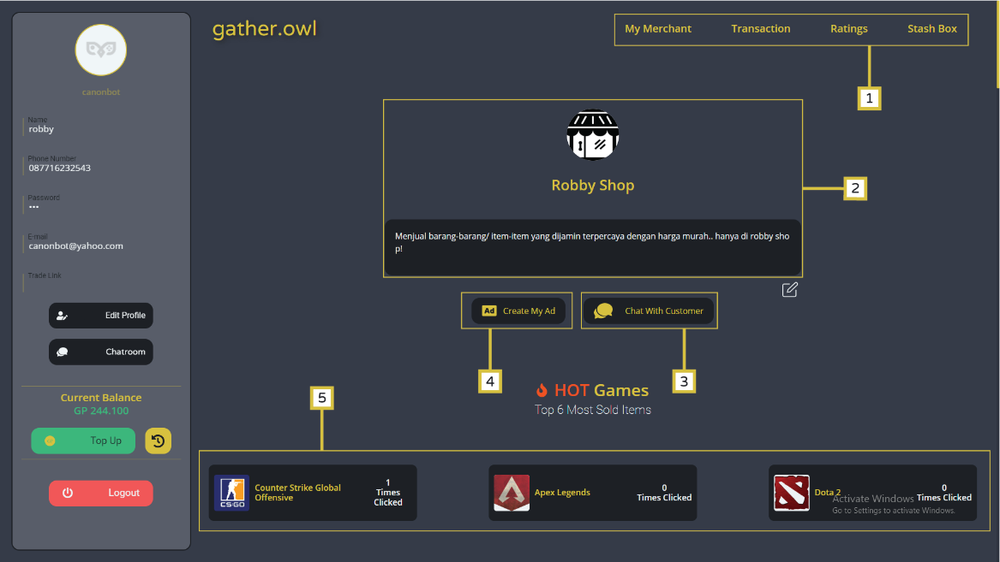 canonbot
Name
robby
Phone Number
087716232543
Password
•••
E-mail
canonbot@yahoo.com
Trade Link
Edit Profile
Chatroom
Current Balance
GP 244.100
Top Up
Logout
gather.owl
My Merchant Transaction Ratings Stash Box
1
Robby Shop
2
Menjual barang-barang/ item-item yang dijamin terpercaya dengan harga murah.. hanya di robby sho
p!
Ad Create My Ad
Chat With Customer
4
3
HOT Games
Top 6 Most Sold Items
5
CS:GO
Counter Strike Global
Offensive
1
Times
Clicked
Apex Legends
0
Times Clicked
Dota 2
0
Times Clicked
Activate Windows
Go to Settings to activate Windows.